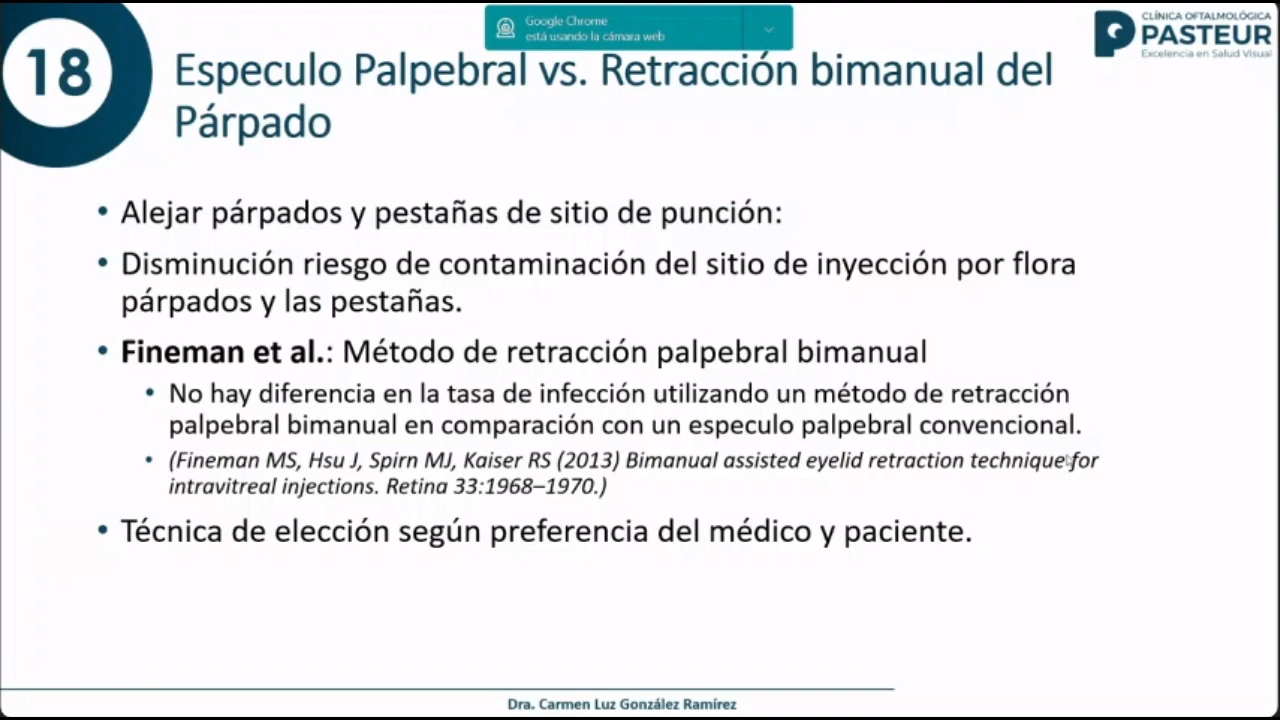 Google Chrome
está usando la cámara web
CLÍNICA OFTALMOLÓGICA
PASTEUR
Excelencia en Salud Visual
18
Especulo Palpebral vs. Retracción bimanual del
Párpado
• Alejar párpados y pestañas de sitio de punción:
• Disminución riesgo de contaminación del sitio de inyección por flora
párpados y las pestañas.
• Fineman et al.: Método de retracción palpebral bimanual
• No hay diferencia en la tasa de infección utilizando un método de retracción
palpebral bimanual en comparación con un especulo palpebral convencional.
• (Fineman MS, Hsu J, Spirn MJ, Kaiser RS (2013) Bimanual assisted eyelid retraction technique for
intravitreal injections. Retina 33:1968–1970.)
• Técnica de elección según preferencia del médico y paciente.
Dra. Carmen Luz González Ramírez